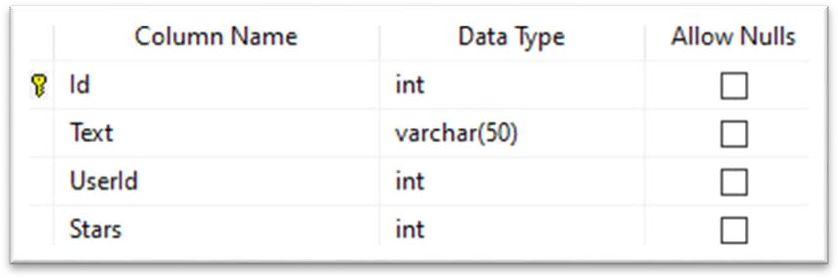 Column Name Data Type Allow Nulls
Id int
Text varchar(50)
UserId int
Stars int